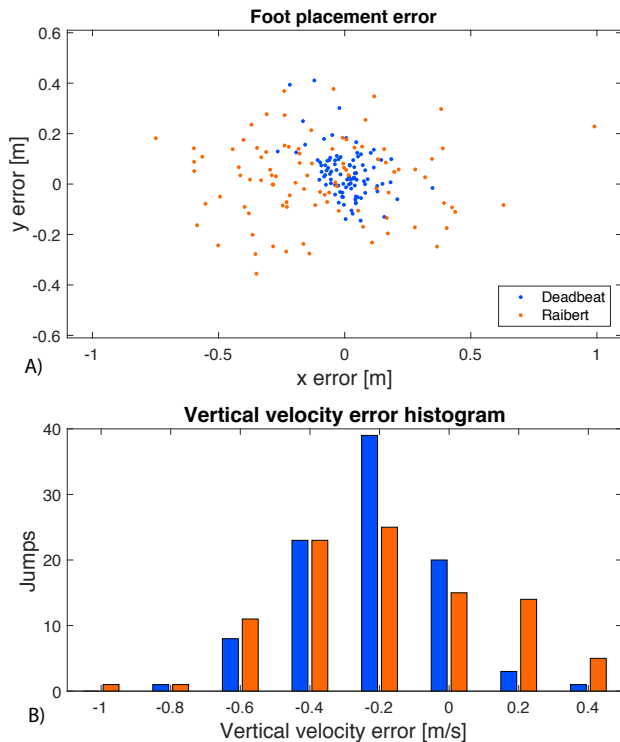 Foot placement error
0.6
0.4
0.2
0
-0.2
-0.4
-0.6
y error [m]
Deadbeat
Raibert
-1
-0.5
0
0.5
1
A)
x error [m]
Vertical velocity error histogram
40
30
20
10
0
Jumps
-1
-0.8
-0.6
-0.4
-0.2
0
0.2
0.4
B)
Vertical velocity error [m/s]